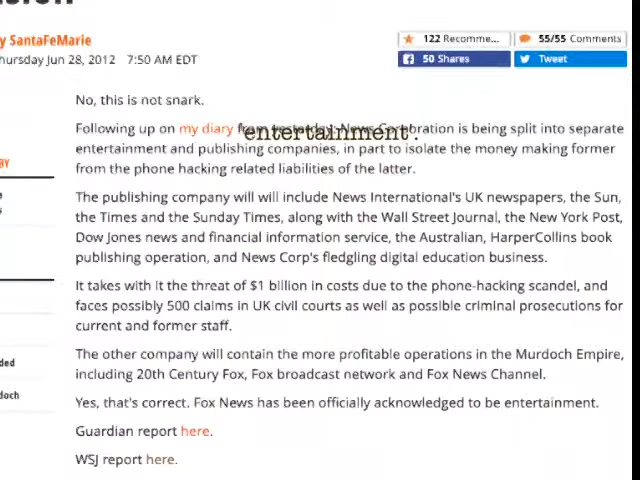 y SantaFeMarie
hursday Jun 28, 2012 7:50 AM EDT
122 Recomme...
55/55 Comments
50 Shares
Tweet
No, this is not snark.
Following up on my diary from yesterday: News Corporation is being split into separate
"entertainment".
entertainment and publishing companies, in part to isolate the money making former
from the phone hacking related liabilities of the latter.
The publishing company will will include News International's UK newspapers, the Sun,
the Times and the Sunday Times, along with the Wall Street Journal, the New York Post,
Dow Jones news and financial information service, the Australian, HarperCollins book
publishing operation, and News Corp's fledgling digital education business.
It takes with it the threat of $1 billion in costs due to the phone-hacking scandal, and
faces possibly 500 claims in UK civil courts as well as possible criminal prosecutions for
current and former staff.
The other company will contain the more profitable operations in the Murdoch Empire,
ded
including 20th Century Fox, Fox broadcast network and Fox News Channel.
doch
Yes, that's correct. Fox News has been officially acknowledged to be entertainment.
Guardian report here.
WSJ report here.